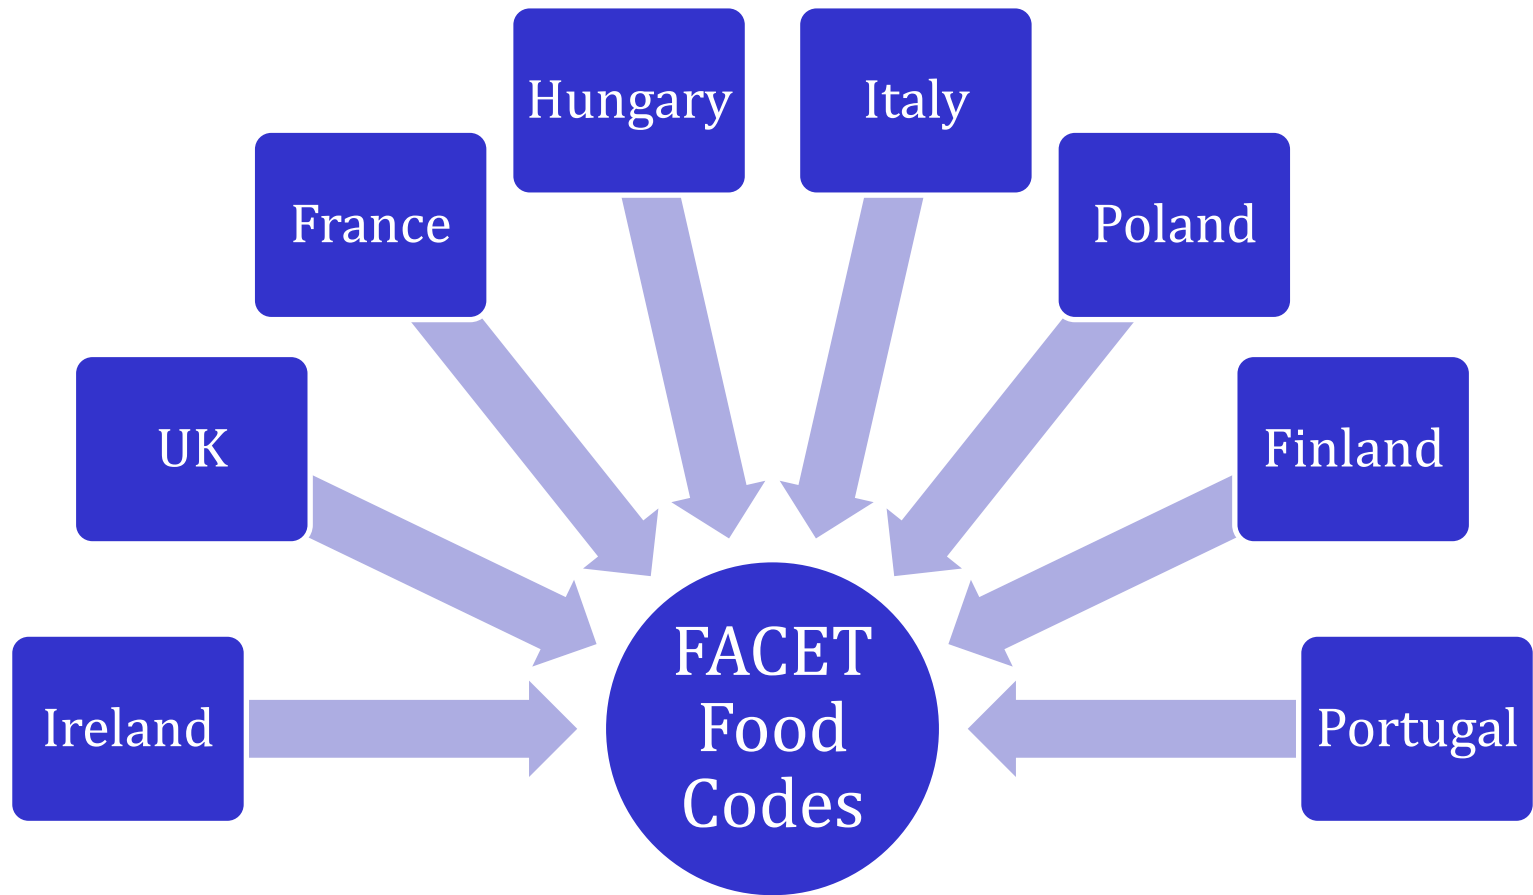 Hungary
Italy
France
Poland
UK
Finland
FACET
Food
Codes
Ireland
Portugal